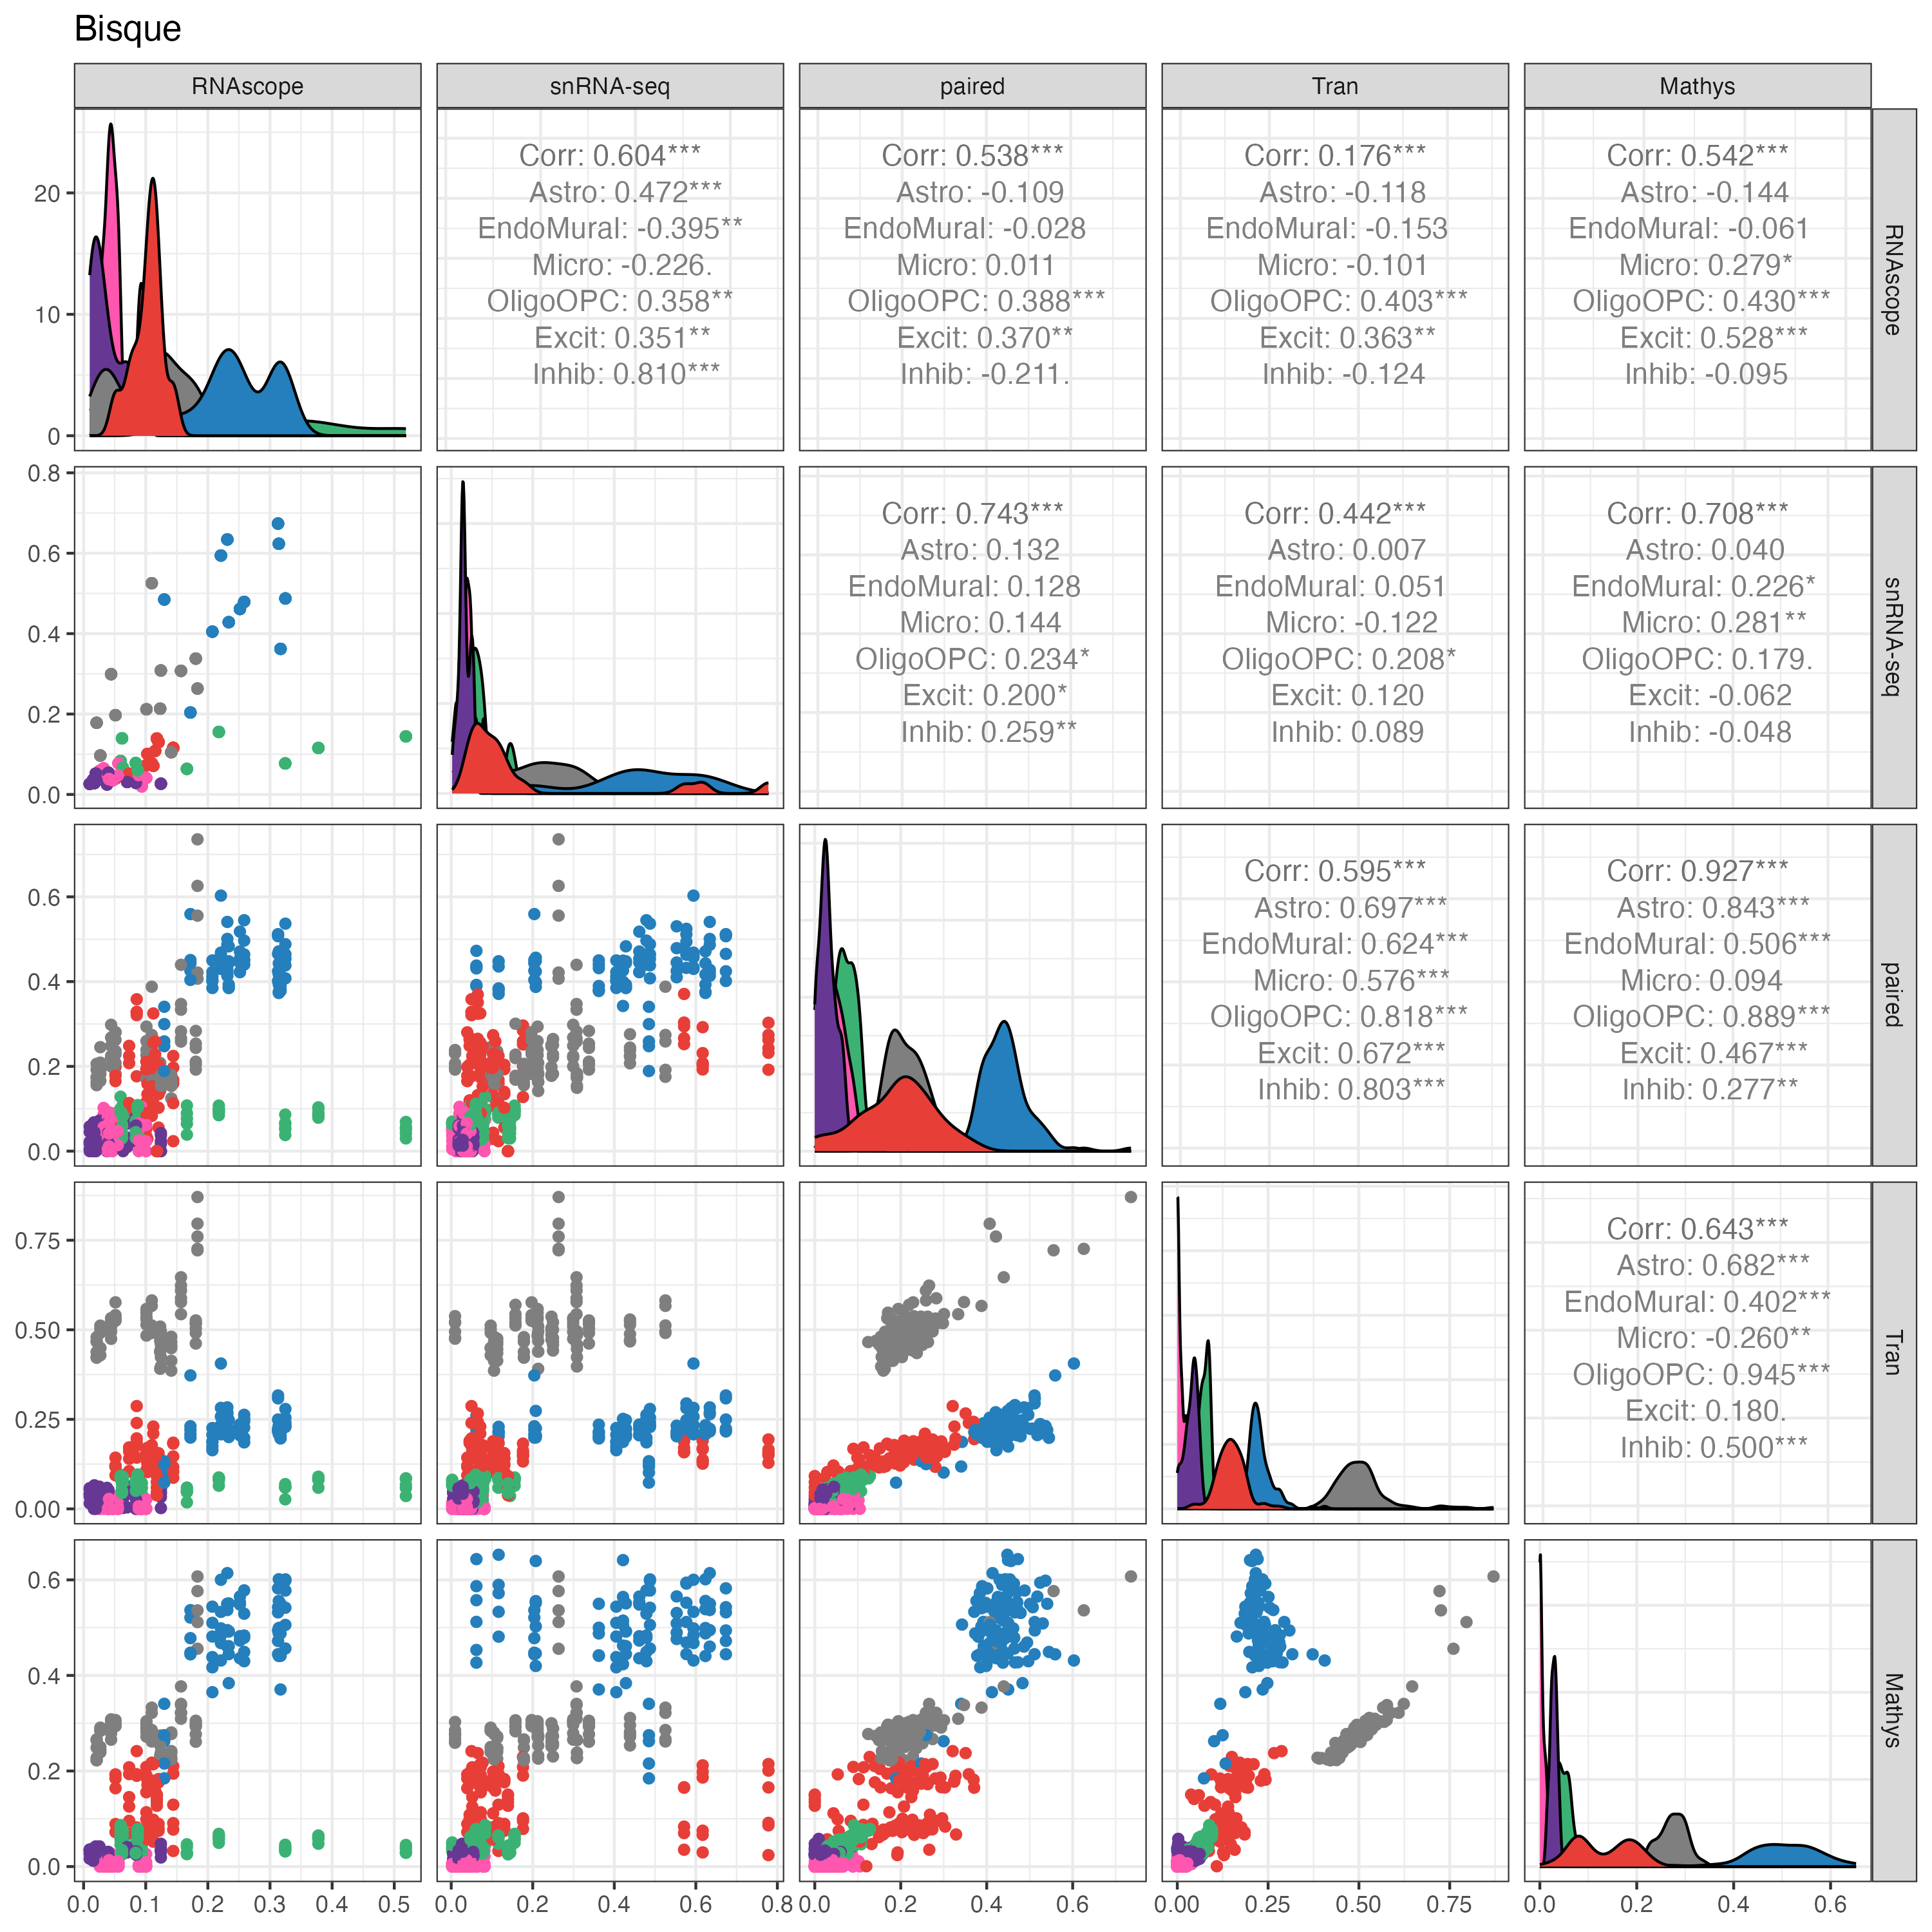 Bisque
RNAscope
snRNA-seq
paired
Tran
Mathys
20
10
0
Corr: 0.604***
Astro: 0.472***
EndoMural: -0.395**
Micro: -0.226.
OligoOPC: 0.358**
Excit: 0.351**
Inhib: 0.810***
Corr: 0.538***
Astro: -0.109
EndoMural: -0.028
Micro: 0.011
OligoOPC: 0.388***
Excit: 0.370**
Inhib: -0.211.
Corr: 0.176***
Astro: -0.118
EndoMural: -0.153
Micro: -0.101
OligoOPC: 0.403***
Excit: 0.363**
Inhib: -0.124
Corr: 0.542***
Astro: -0.144
EndoMural: -0.061
Micro: 0.279*
OligoOPC: 0.430***
Excit: 0.528***
Inhib: -0.095
RNAscope
0.8
0.6
0.4
0.2
0.0
Corr: 0.743***
Astro: 0.132
EndoMural: 0.128
Micro: 0.144
OligoOPC: 0.234*
Excit: 0.200*
Inhib: 0.259**
Corr: 0.442***
Astro: 0.007
EndoMural: 0.051
Micro: -0.122
OligoOPC: 0.208*
Excit: 0.120
Inhib: 0.089
Corr: 0.708***
Astro: 0.040
EndoMural: 0.226*
Micro: 0.281**
OligoOPC: 0.179.
Excit: -0.062
Inhib: -0.048
snRNA-seq
0.6
0.4
0.2
0.0
Corr: 0.595***
Astro: 0.697***
EndoMural: 0.624***
Micro: 0.576***
OligoOPC: 0.818***
Excit: 0.672***
Inhib: 0.803***
Corr: 0.927***
Astro: 0.843***
EndoMural: 0.506***
Micro: 0.094
OligoOPC: 0.889***
Excit: 0.467***
Inhib: 0.277**
paired
0.75
0.50
0.25
0.00
Corr: 0.643***
Astro: 0.682***
EndoMural: 0.402***
Micro: -0.260**
OligoOPC: 0.945***
Excit: 0.180.
Inhib: 0.500***
Tran
0.6
0.4
0.2
0.0
Mathys
0.0 0.1 0.2 0.3 0.4 0.5
0.0 0.2 0.4 0.6 0.8
0.0 0.2 0.4 0.6
0.00 0.25 0.50 0.75
0.0 0.2 0.4 0.6